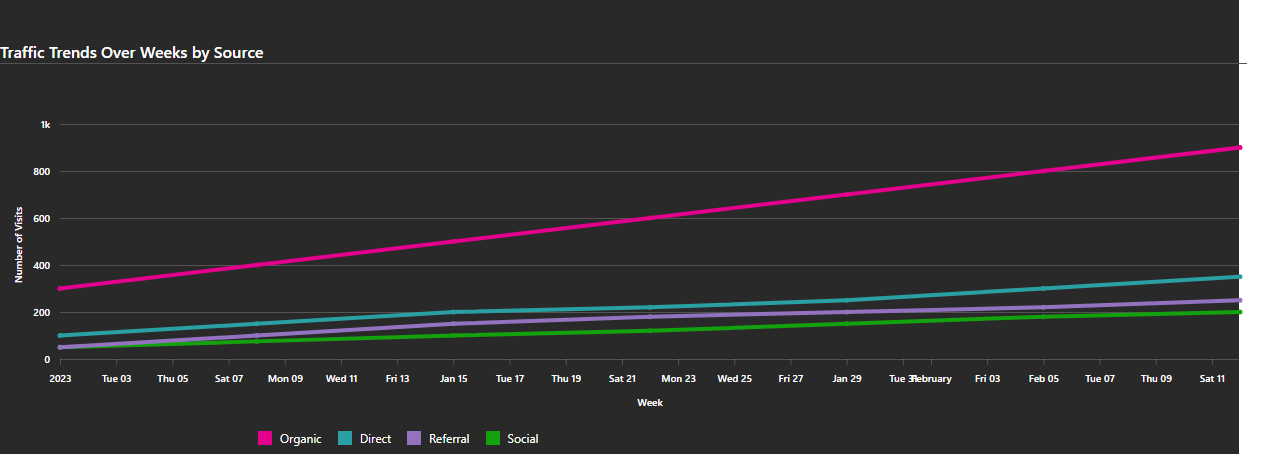 Traffic Trends Over Weeks by Source
1k
800
600
400
200
0
Number of Visits
2023 Tue 03 Thu 05 Sat 07 Mon 09 Wed 11 Fri 13 Jan 15 Tue 17 Thu 19 Sat 21 Mon 23 Wed 25 Fri 27 Jan 29 Tue 31 February Fri 03 Feb 05 Tue 07 Thu 09 Sat 11
Week
Organic Direct Referral Social